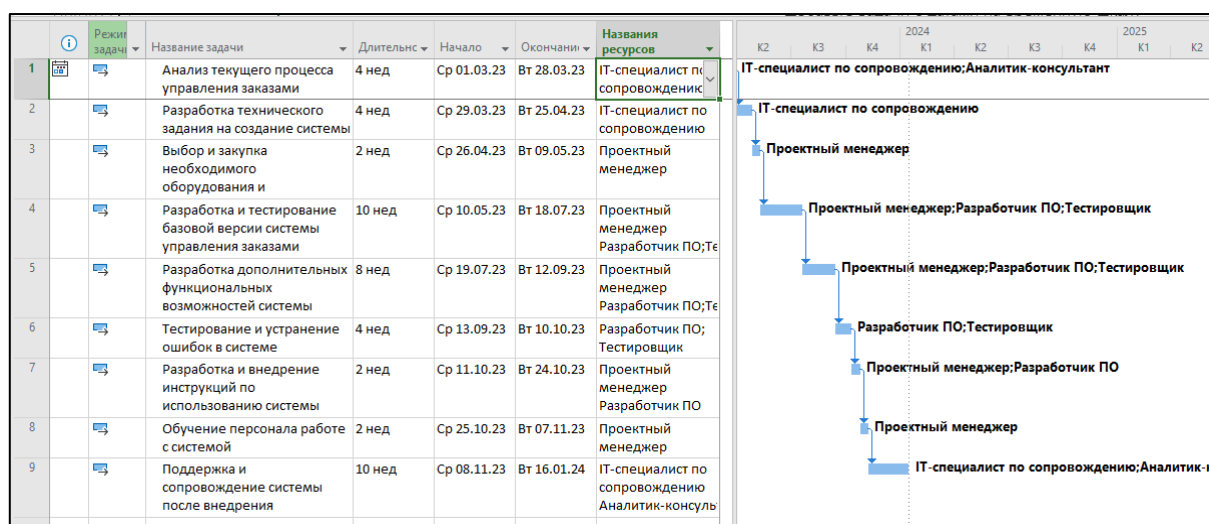 2024
2025
Режим
задачи
Название задачи
Длительнс
Начало
Окончани
Названия
ресурсов
К2
К3
К4
К1
К2
К3
К4
К1
К2
1
Анализ текущего процесса
управления заказами
4 нед
Ср 01.03.23
Вт 28.03.23
IT-специалист по
сопровождению
IT-специалист по сопровождению;Аналитик-консультант
2
Разработка технического
задания на создание системы
4 нед
Ср 29.03.23
Вт 25.04.23
IT-специалист по
сопровождению
IT-специалист по сопровождению
3
Выбор и закупка
необходимого
оборудования и
2 нед
Ср 26.04.23
Вт 09.05.23
Проектный
менеджер
Проектный менеджер
4
Разработка и тестирование
базовой версии системы
управления заказами
10 нед
Ср 10.05.23
Вт 18.07.23
Проектный
менеджер
Разработчик ПО;Те
Проектный менеджер;Разработчик ПО;Тестировщик
5
Разработка дополнительных
функциональных
возможностей системы
8 нед
Ср 19.07.23
Вт 12.09.23
Проектный
менеджер
Разработчик ПО;Те
Проектный менеджер;Разработчик ПО;Тестировщик
6
Тестирование и устранение
ошибок в системе
4 нед
Ср 13.09.23
Вт 10.10.23
Разработчик ПО;
Тестировщик
Разработчик ПО;Тестировщик
7
Разработка и внедрение
инструкций по
использованию системы
2 нед
Ср 11.10.23
Вт 24.10.23
Проектный
менеджер
Разработчик ПО
Проектный менеджер;Разработчик ПО
8
Обучение персонала работе
с системой
2 нед
Ср 25.10.23
Вт 07.11.23
Проектный
менеджер
Проектный менеджер
9
Поддержка и
сопровождение системы
после внедрения
10 нед
Ср 08.11.23
Вт 16.01.24
IT-специалист по
сопровождению
Аналитик-консуль
IT-специалист по сопровождению;Аналитик-